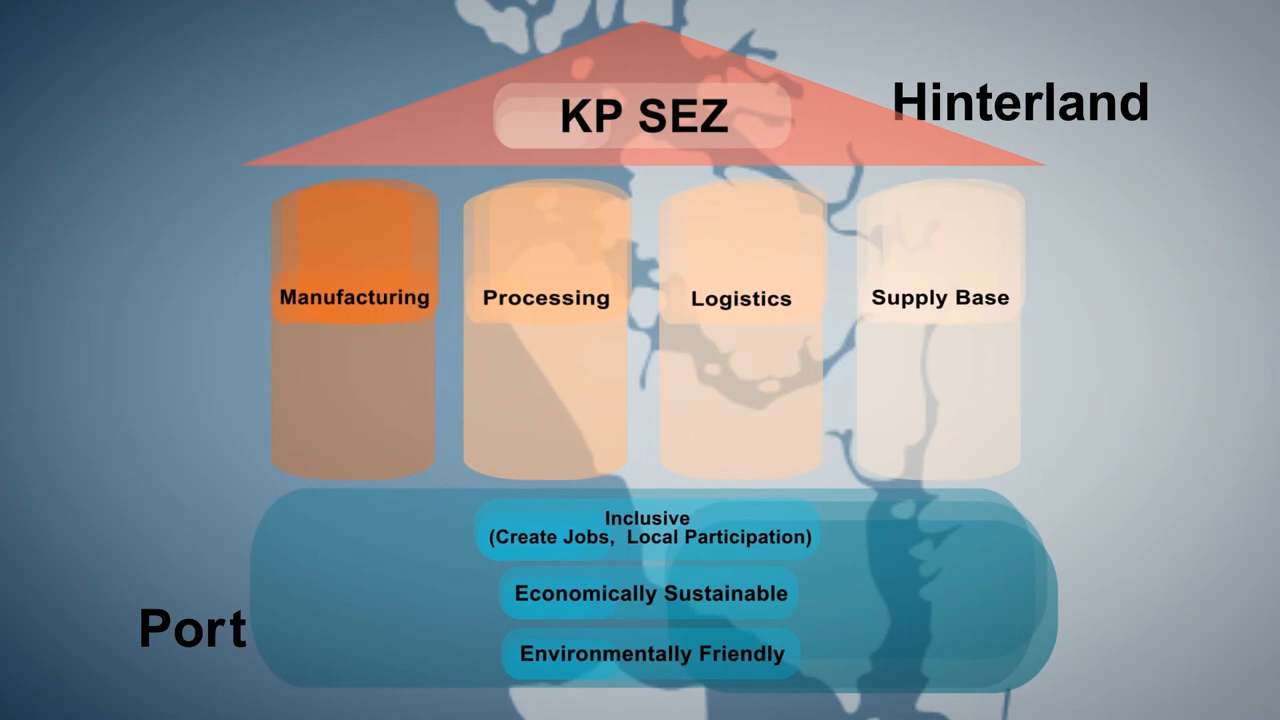 KP SEZ
Hinterland
Manufacturing
Processing
Logistics
Supply Base
Inclusive
(Create Jobs, Local Participation)
Economically Sustainable
Port
Environmentally Friendly